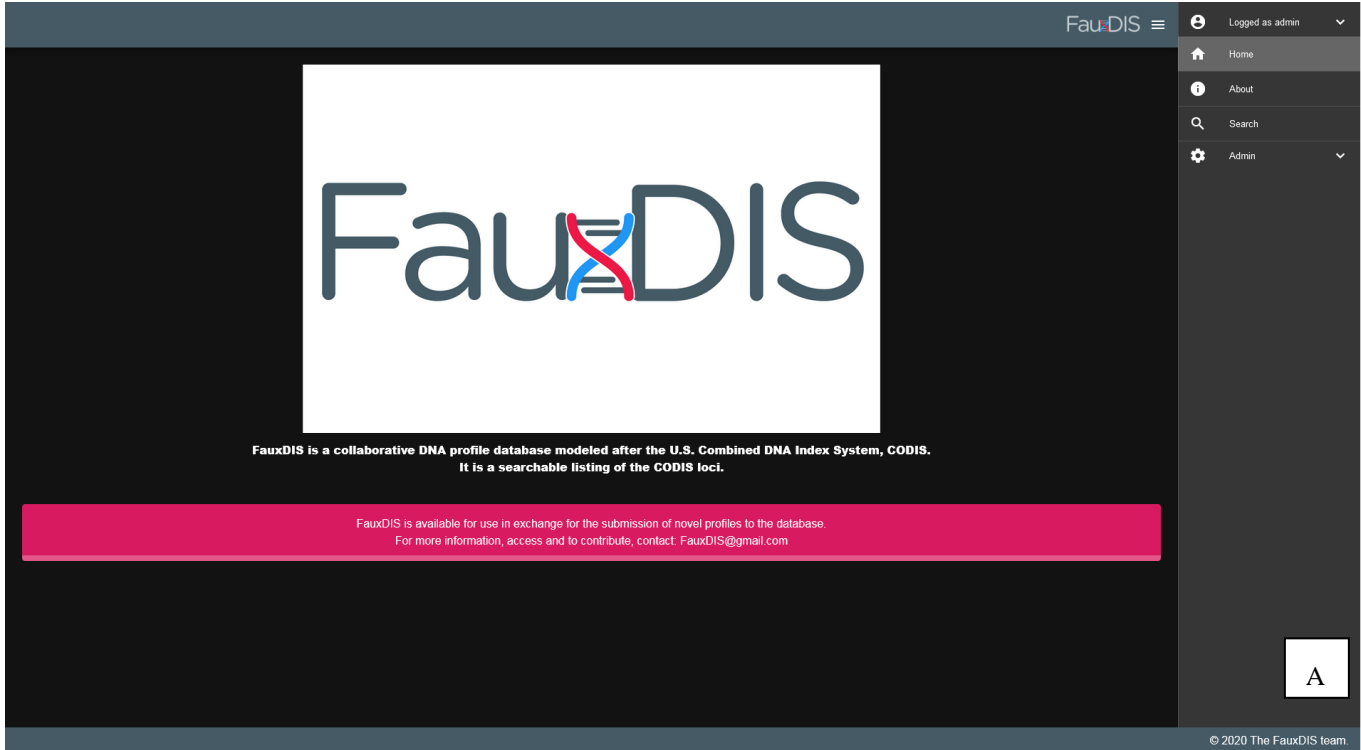 FauxDIS
Logged as admin
Home
About
Search
Admin
FauxDIS
FauxDIS is a collaborative DNA profile database modeled after the U.S. Combined DNA Index System, CODIS.
It is a searchable listing of the CODIS loci.
FauxDIS is available for use in exchange for the submission of novel profiles to the database.
For more information, access and to contribute, contact: FauxDIS@gmail.com
A
© 2020 The FauxDIS team.